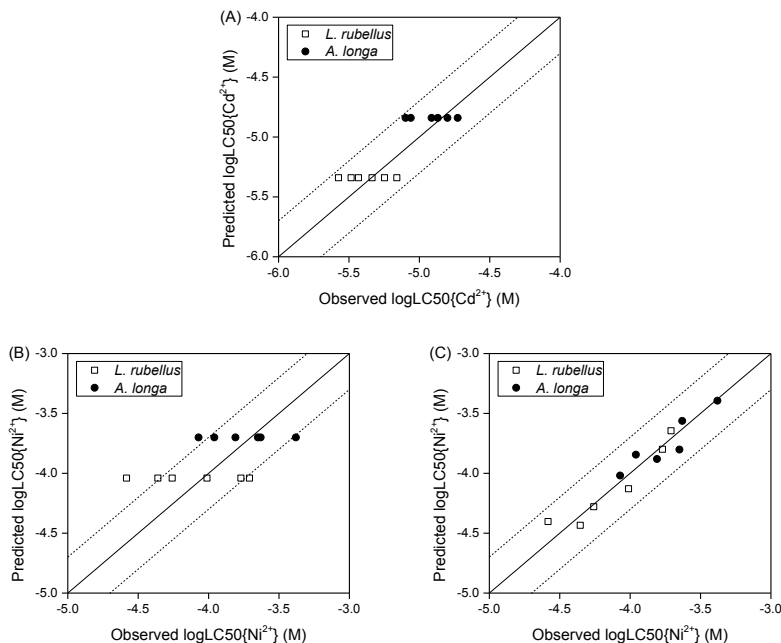 (A)
-4.0
L. rubellus
A. longa
-4.5
-5.0
-5.5
-6.0
Predicted logLC50{Cd²⁺} (M)
-6.0 -5.5 -5.0 -4.5 -4.0
Observed logLC50{Cd²⁺} (M)
(B)
-3.0
L. rubellus
A. longa
-3.5
-4.0
-4.5
-5.0
Predicted logLC50{Ni²⁺} (M)
-5.0 -4.5 -4.0 -3.5 -3.0
Observed logLC50{Ni²⁺} (M)
(C)
-3.0
L. rubellus
A. longa
-3.5
-4.0
-4.5
-5.0
Predicted logLC50{Ni²⁺} (M)
-5.0 -4.5 -4.0 -3.5 -3.0
Observed logLC50{Ni²⁺} (M)